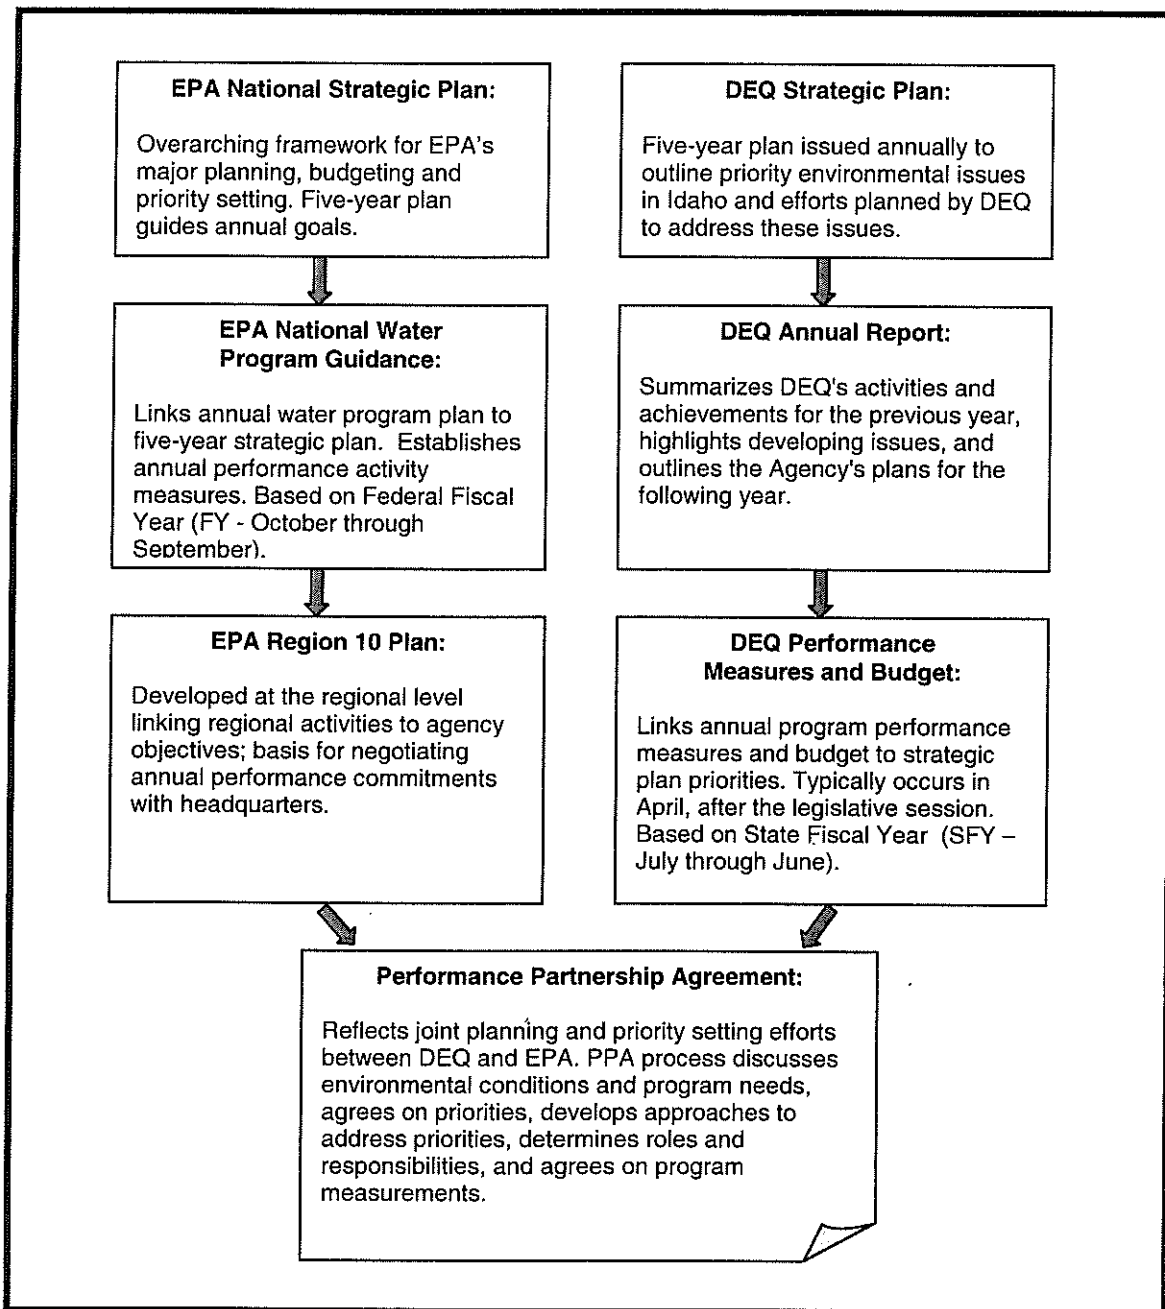 EPA National Strategic Plan:
Overarching framework for EPA's
major planning, budgeting and
priority setting. Five-year plan
guides annual goals.
DEQ Strategic Plan:
Five-year plan issued annually to
outline priority environmental issues
in Idaho and efforts planned by DEQ
to address these issues.
EPA National Water
Program Guidance:
Links annual water program plan to
five-year strategic plan.  Establishes
annual performance activity
measures. Based on Federal Fiscal
Year (FY - October through
September).
DEQ Annual Report:
Summarizes DEQ's activities and
achievements for the previous year,
highlights developing issues, and
outlines the Agency's plans for the
following year.
EPA Region 10 Plan:
Developed at the regional level
linking regional activities to agency
objectives; basis for negotiating
annual performance commitments
with headquarters.
DEQ Performance
Measures and Budget:
Links annual program performance
measures and budget to strategic
plan priorities. Typically occurs in
April, after the legislative session.
Based on State Fiscal Year  (SFY –
July through June).
Performance Partnership Agreement:
Reflects joint planning and priority setting efforts
between DEQ and EPA. PPA process discusses
environmental conditions and program needs,
agrees on priorities, develops approaches to
address priorities, determines roles and
responsibilities, and agrees on program
measurements.